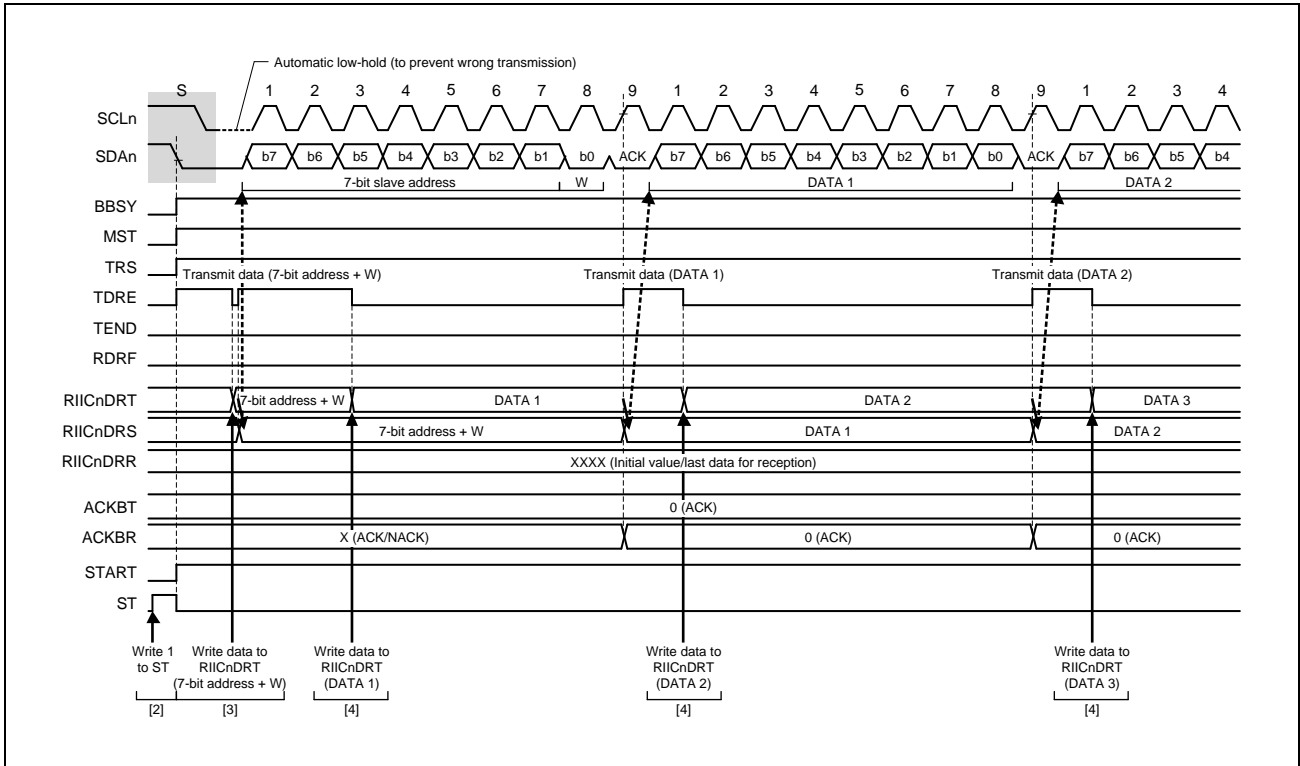 Automatic low-hold (to prevent wrong transmission)
S 1 2 3 4 5 6 7 8 9 1 2 3 4 5 6 7 8 9 1 2 3 4
SCLn
SDAn b7 b6 b5 b4 b3 b2 b1 b0 ACK b7 b6 b5 b4 b3 b2 b1 b0 ACK b7 b6 b5 b4
7-bit slave address W DATA 1 DATA 2
BBSY
MST
TRS
Transmit data (7-bit address + W) Transmit data (DATA 1) Transmit data (DATA 2)
TDRE
TEND
RDRF
RIICnDRT 7-bit address + W DATA 1 DATA 2 DATA 3
RIICnDRS 7-bit address + W DATA 1 DATA 2
RIICnDRR XXXX (Initial value/last data for reception)
ACKBT 0 (ACK)
ACKBR X (ACK/NACK) 0 (ACK) 0 (ACK)
START
ST
Write 1 Write data to Write data to Write data to Write data to
to ST RIICnDRT RIICnDRT RIICnDRT RIICnDRT
(7-bit address + W) (DATA 1) (DATA 2) (DATA 3)
[2] [3] [4] [4] [4]